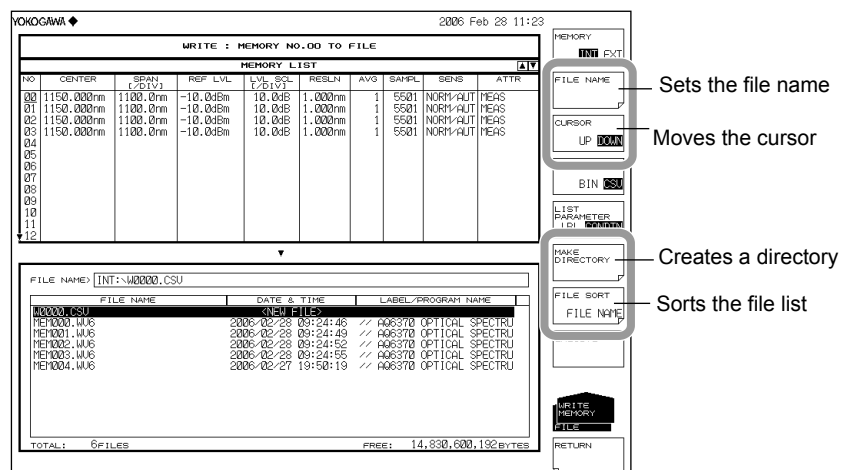 YOKOGAWA ◆ 2006 Feb 28 11:23
WRITE : MEMORY NO.00 TO FILE
MEMORY LIST
NO CENTER SPAN [/DIV] REF LVL LVL SCL [/DIV] RESLN AVG SAMPL SENS ATTR
00 1150.000nm 1100.0nm -10.0dBm 10.0dB 1.000nm 1 5501 NORM/AUT MEAS
01 1150.000nm 1100.0nm -10.0dBm 10.0dB 1.000nm 1 5501 NORM/AUT MEAS
02 1150.000nm 1100.0nm -10.0dBm 10.0dB 1.000nm 1 5501 NORM/AUT MEAS
03 1150.000nm 1100.0nm -10.0dBm 10.0dB 1.000nm 1 5501 NORM/AUT MEAS
04
05
06
07
08
09
10
11
12
FILE NAME> INT:\W0000.CSV
FILE NAME DATE & TIME LABEL/PROGRAM NAME
W0000.CSV <NEW FILE>
MEM000.WV6 2006/02/28 09:24:46 // AQ6370 OPTICAL SPECTRU
MEM001.WV6 2006/02/28 09:24:49 // AQ6370 OPTICAL SPECTRU
MEM002.WV6 2006/02/28 09:24:52 // AQ6370 OPTICAL SPECTRU
MEM003.WV6 2006/02/28 09:24:55 // AQ6370 OPTICAL SPECTRU
MEM004.WV6 2006/02/27 19:50:19 // AQ6370 OPTICAL SPECTRU
TOTAL: 6FILES FREE: 14,830,600,192BYTES
MEMORY
INT EXT
FILE NAME
Sets the file name
CURSOR
UP DOWN
Moves the cursor
BIN CSV
LIST
PARAMETER
MAKE
DIRECTORY
Creates a directory
FILE SORT
FILE NAME
Sorts the file list
WRITE
MEMORY
FILE
RETURN